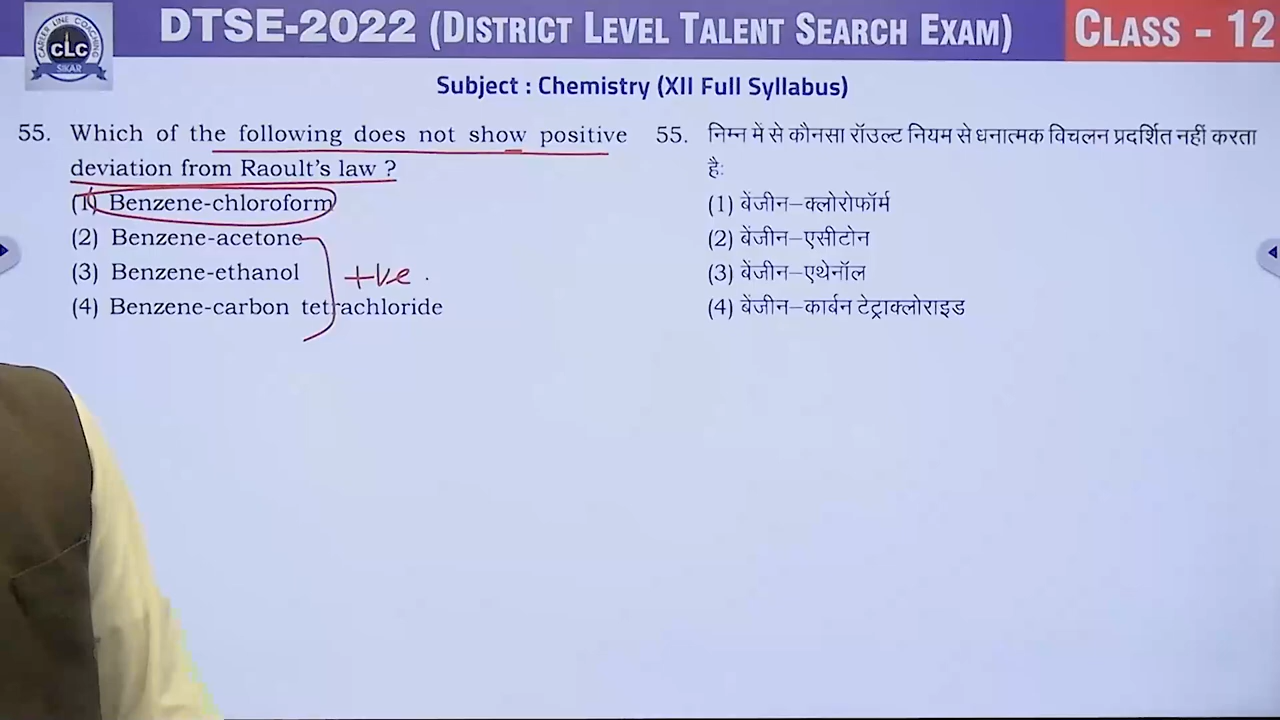 CAREER LINE COACHING
CLC
SIKAR
DTSE-2022 (DISTRICT LEVEL TALENT SEARCH EXAM)
CLASS - 12
Subject : Chemistry (XII Full Syllabus)
55. Which of the following does not show positive
deviation from Raoult's law ?
(1) Benzene-chloroform
(2) Benzene-acetone
(3) Benzene-ethanol
(4) Benzene-carbon tetrachloride
+ve .
55. निम्न में से कौनसा रॉउल्ट नियम से धनात्मक विचलन प्रदर्शित नहीं करता
है:
(1) बेंजीन–क्लोरोफॉर्म
(2) बेंजीन–एसीटोन
(3) बेंजीन–एथेनॉल
(4) बेंजीन–कार्बन टेट्राक्लोराइड